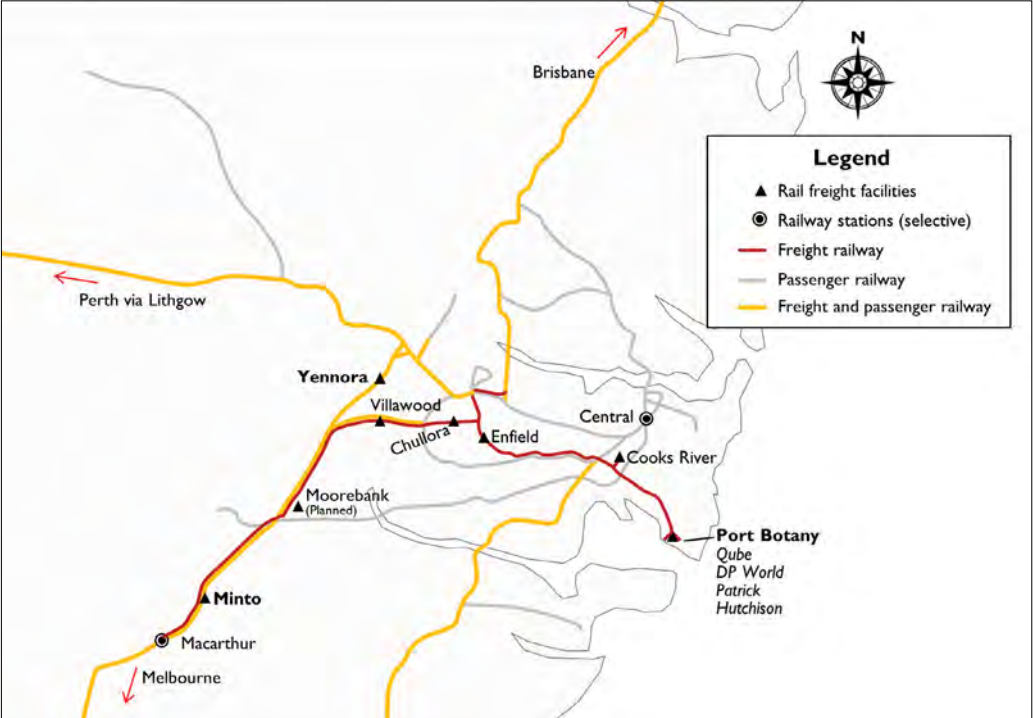 N
Brisbane
Legend
Rail freight facilities
Railway stations (selective)
Freight railway
Passenger railway
Freight and passenger railway
Perth via Lithgow
Yennora
Villawood
Chullora
Enfield
Central
Cooks River
Moorebank
(Planned)
Port Botany
Qube
DP World
Patrick
Hutchison
Minto
Macarthur
Melbourne